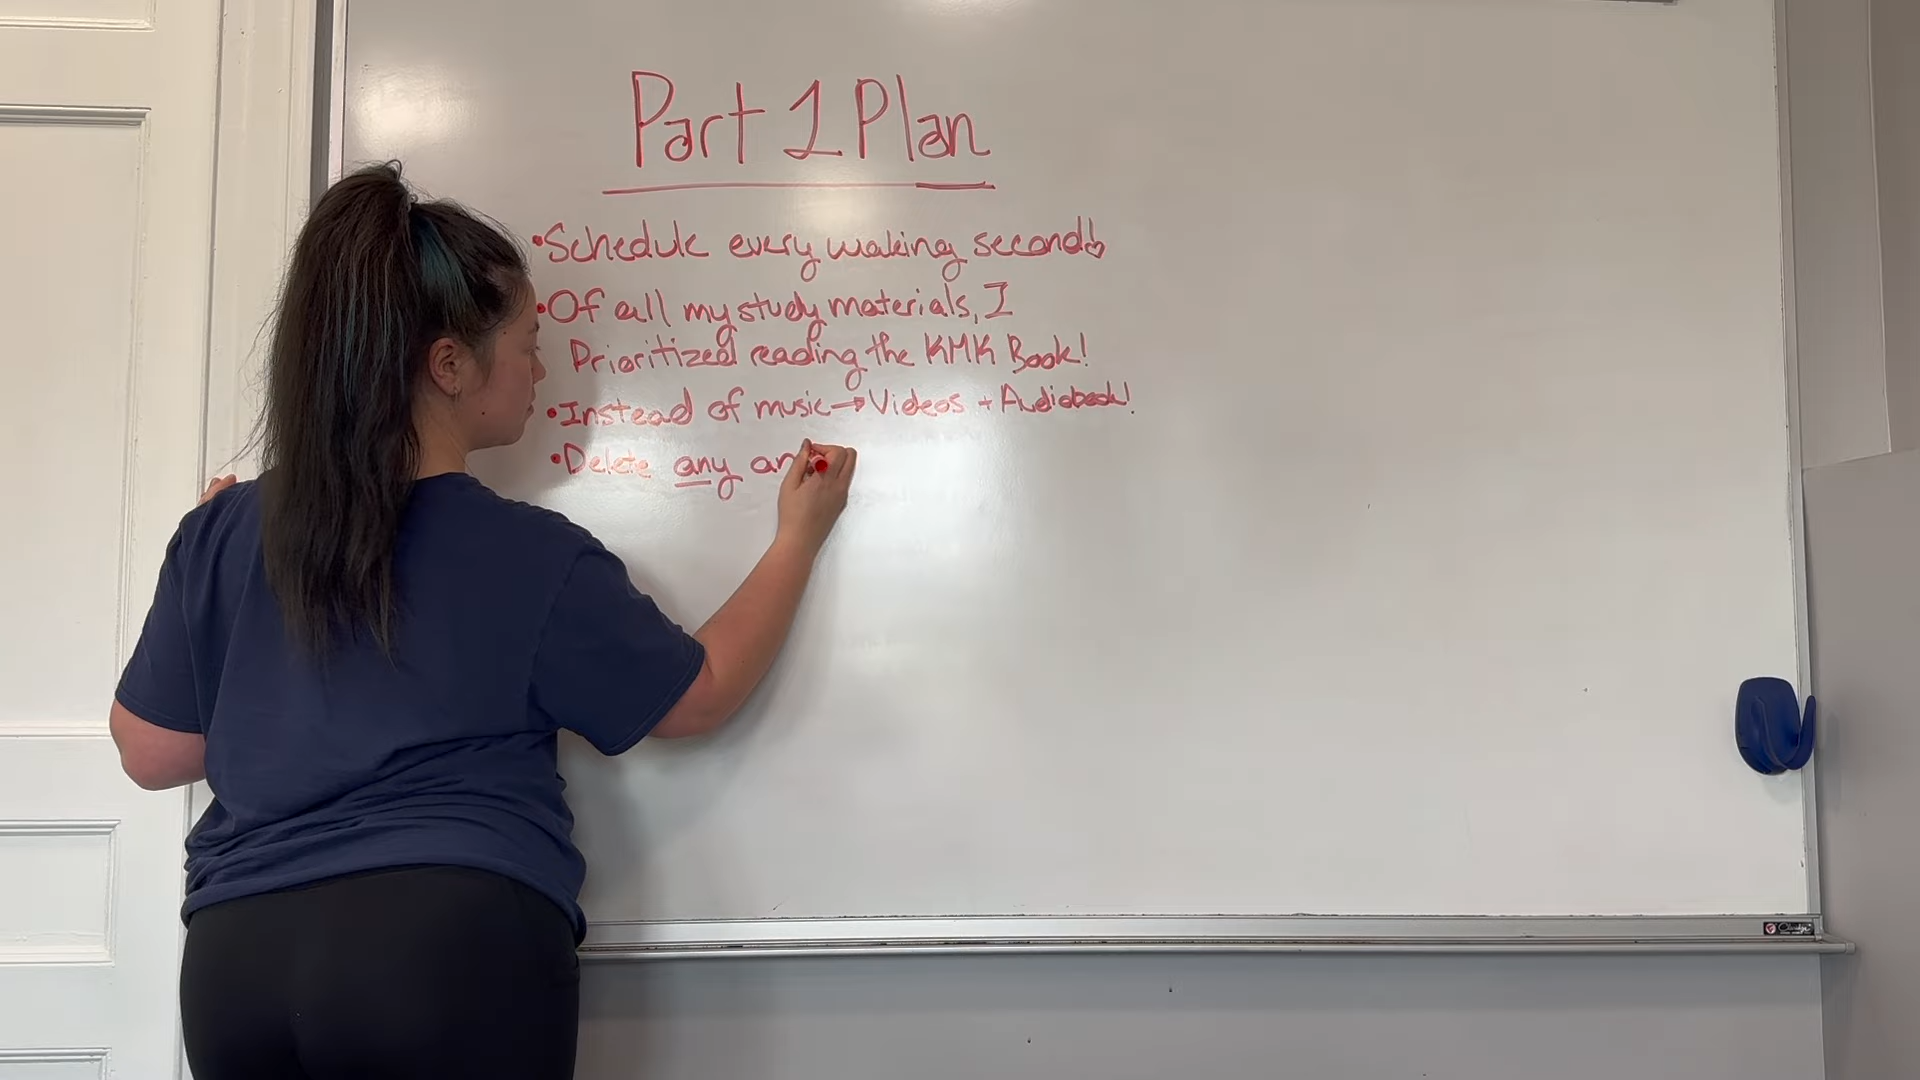 Part 1 Plan
•Schedule every waking second!
•Of all my study materials, I
Prioritized reading the KMK Book!
•Instead of music→Videos + Audiobook!
•Delete any an